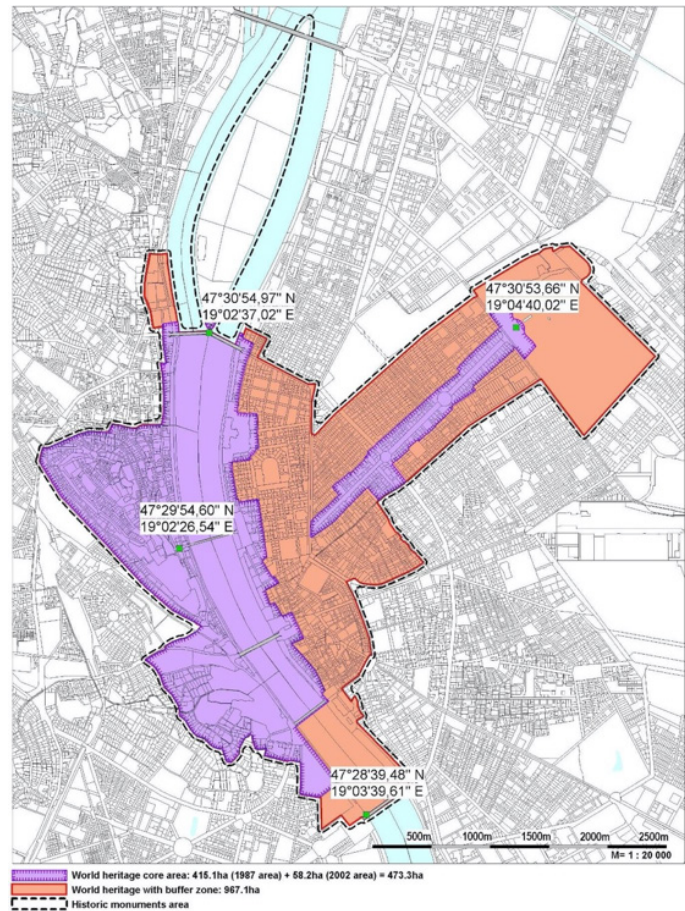 47°30'54,97" N
19°02'37,02" E
47°30'53,66" N
19°04'40,02" E
47°29'54,60" N
19°02'26,54" E
47°28'39,48" N
19°03'39,61" E
500m 1000m 1500m 2000m 2500m
M= 1 : 20 000
World heritage core area: 415.1ha (1987 area) + 58.2ha (2002 area) = 473.3ha
World heritage with buffer zone: 967.1ha
Historic monuments area